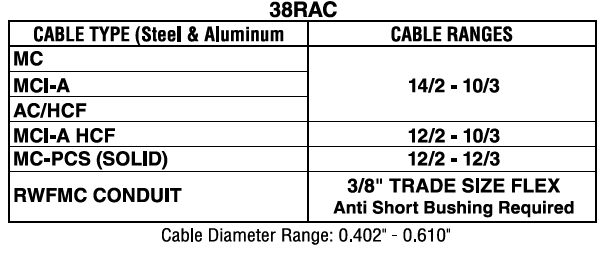 38RAC
CABLE TYPE (Steel & Aluminum
CABLE RANGES
MC
MCI-A
AC/HCF
14/2 - 10/3
MCI-A HCF
12/2 - 10/3
MC-PCS (SOLID)
12/2 - 12/3
RWFMC CONDUIT
3/8" TRADE SIZE FLEX
Anti Short Bushing Required
Cable Diameter Range: 0.402" - 0.610"